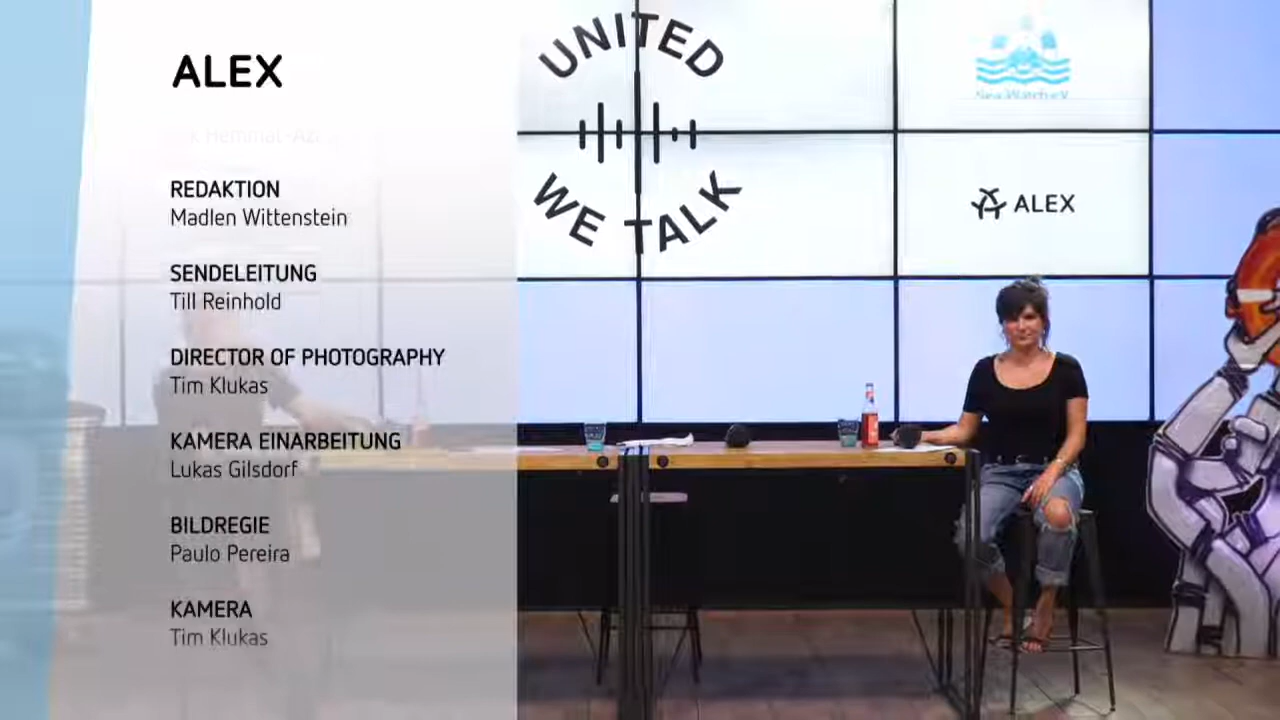 ALEX
REDAKTION
Madlen Wittenstein
SENDELEITUNG
Till Reinhold
DIRECTOR OF PHOTOGRAPHY
Tim Klukas
KAMERA EINARBEITUNG
Lukas Gilsdorf
BILDREGIE
Paulo Pereira
KAMERA
Tim Klukas
UNITED
WE TALK
ALEX